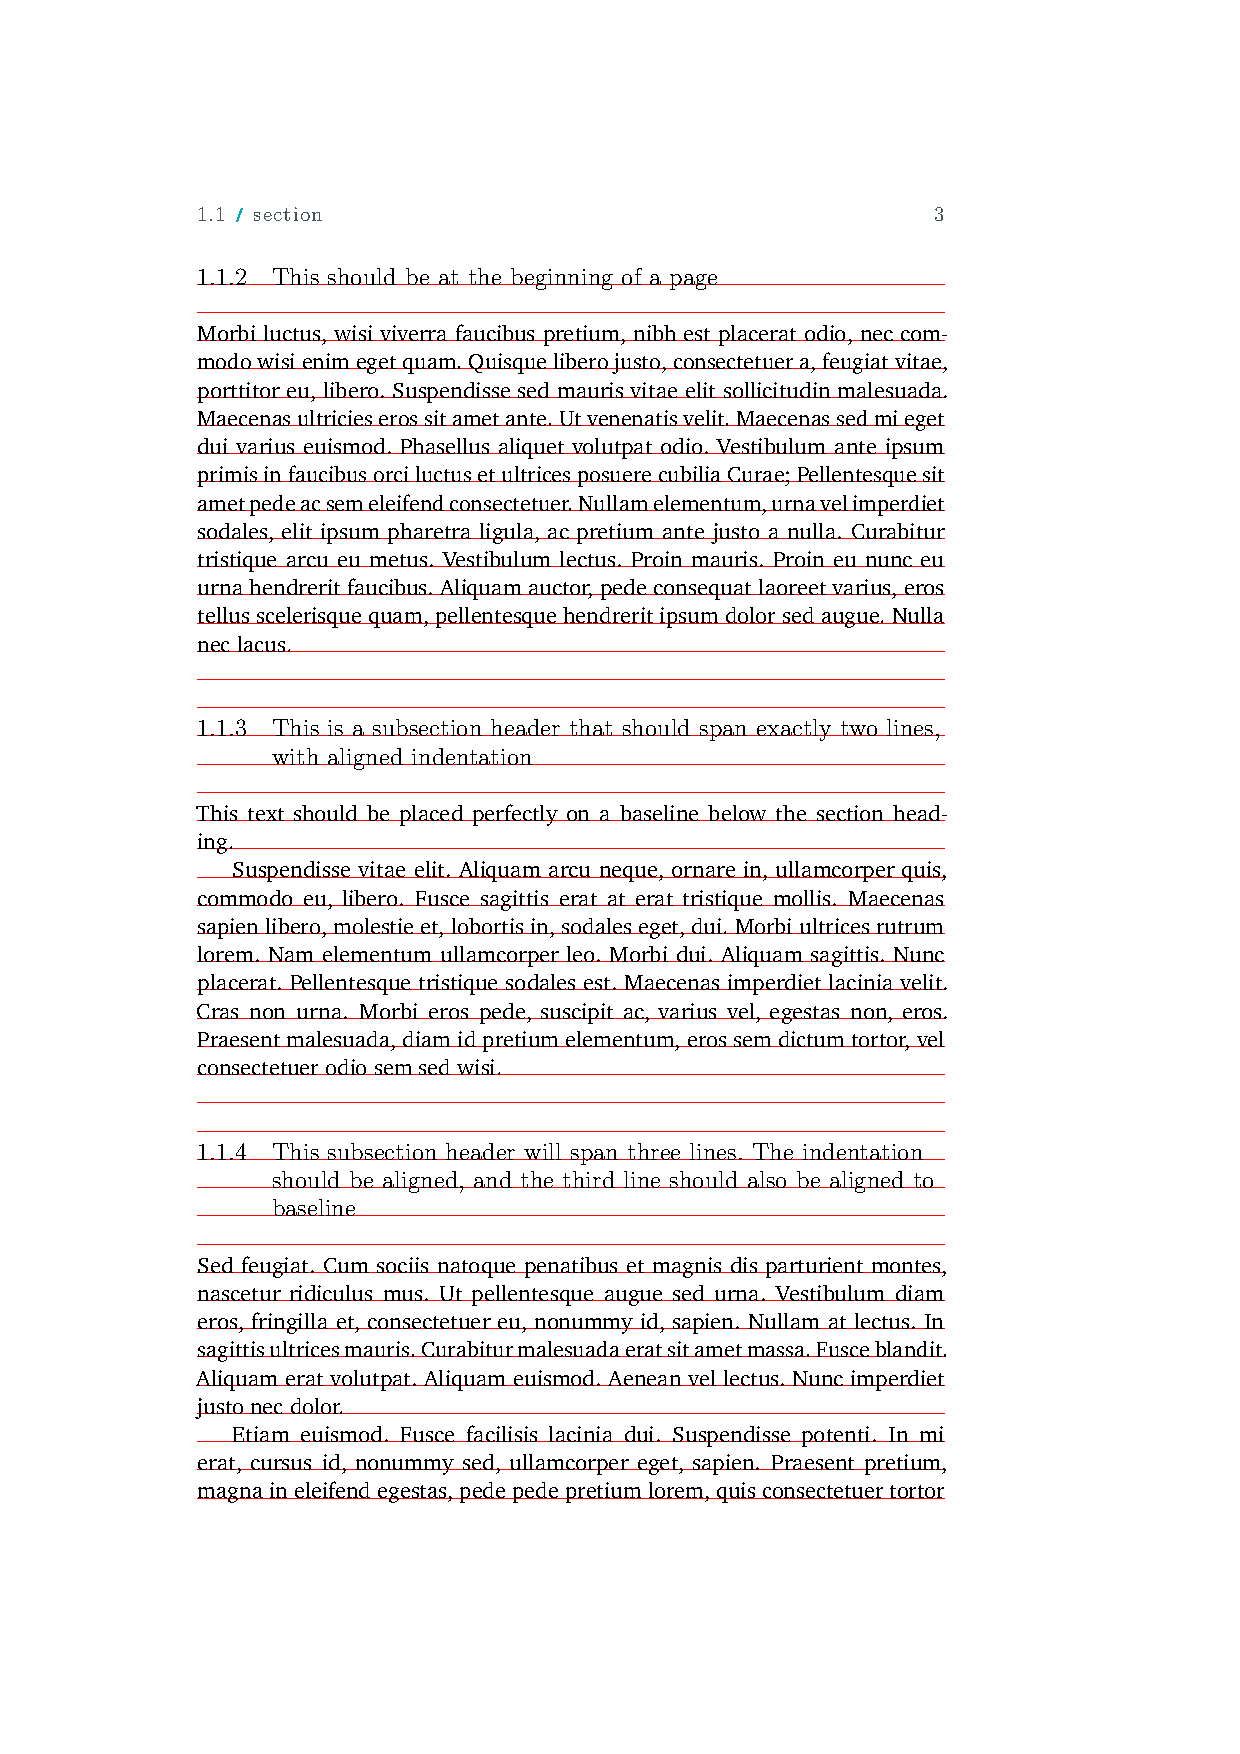 1.1 / section 3
1.1.2 This should be at the beginning of a page
Morbi luctus, wisi viverra faucibus pretium, nibh est placerat odio, nec com-
modo wisi enim eget quam. Quisque libero justo, consectetuer a, feugiat vitae,
porttitor eu, libero. Suspendisse sed mauris vitae elit sollicitudin malesuada.
Maecenas ultricies eros sit amet ante. Ut venenatis velit. Maecenas sed mi eget
dui varius euismod. Phasellus aliquet volutpat odio. Vestibulum ante ipsum
primis in faucibus orci luctus et ultrices posuere cubilia Curae; Pellentesque sit
amet pede ac sem eleifend consectetuer. Nullam elementum, urna vel imperdiet
sodales, elit ipsum pharetra ligula, ac pretium ante justo a nulla. Curabitur
tristique arcu eu metus. Vestibulum lectus. Proin mauris. Proin eu nunc eu
urna hendrerit faucibus. Aliquam auctor, pede consequat laoreet varius, eros
tellus scelerisque quam, pellentesque hendrerit ipsum dolor sed augue. Nulla
nec lacus.
1.1.3 This is a subsection header that should span exactly two lines,
with aligned indentation
This text should be placed perfectly on a baseline below the section head-
ing.
Suspendisse vitae elit. Aliquam arcu neque, ornare in, ullamcorper quis,
commodo eu, libero. Fusce sagittis erat at erat tristique mollis. Maecenas
sapien libero, molestie et, lobortis in, sodales eget, dui. Morbi ultrices rutrum
lorem. Nam elementum ullamcorper leo. Morbi dui. Aliquam sagittis. Nunc
placerat. Pellentesque tristique sodales est. Maecenas imperdiet lacinia velit.
Cras non urna. Morbi eros pede, suscipit ac, varius vel, egestas non, eros.
Praesent malesuada, diam id pretium elementum, eros sem dictum tortor, vel
consectetuer odio sem sed wisi.
1.1.4 This subsection header will span three lines. The indentation
should be aligned, and the third line should also be aligned to
baseline
Sed feugiat. Cum sociis natoque penatibus et magnis dis parturient montes,
nascetur ridiculus mus. Ut pellentesque augue sed urna. Vestibulum diam
eros, fringilla et, consectetuer eu, nonummy id, sapien. Nullam at lectus. In
sagittis ultrices mauris. Curabitur malesuada erat sit amet massa. Fusce blandit.
Aliquam erat volutpat. Aliquam euismod. Aenean vel lectus. Nunc imperdiet
justo nec dolor.
Etiam euismod. Fusce facilisis lacinia dui. Suspendisse potenti. In mi
erat, cursus id, nonummy sed, ullamcorper eget, sapien. Praesent pretium,
magna in eleifend egestas, pede pede pretium lorem, quis consectetuer tortor